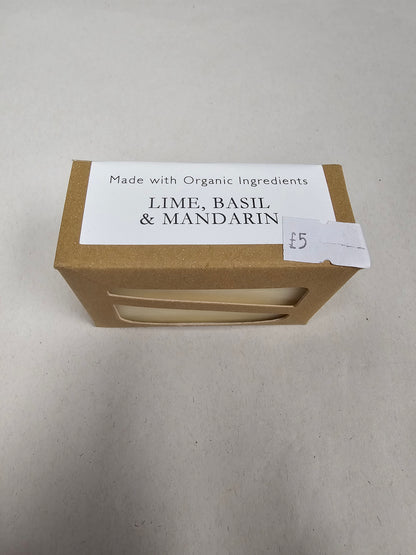 Made with Organic Ingredients
LIME, BASIL
& MANDARIN
£5